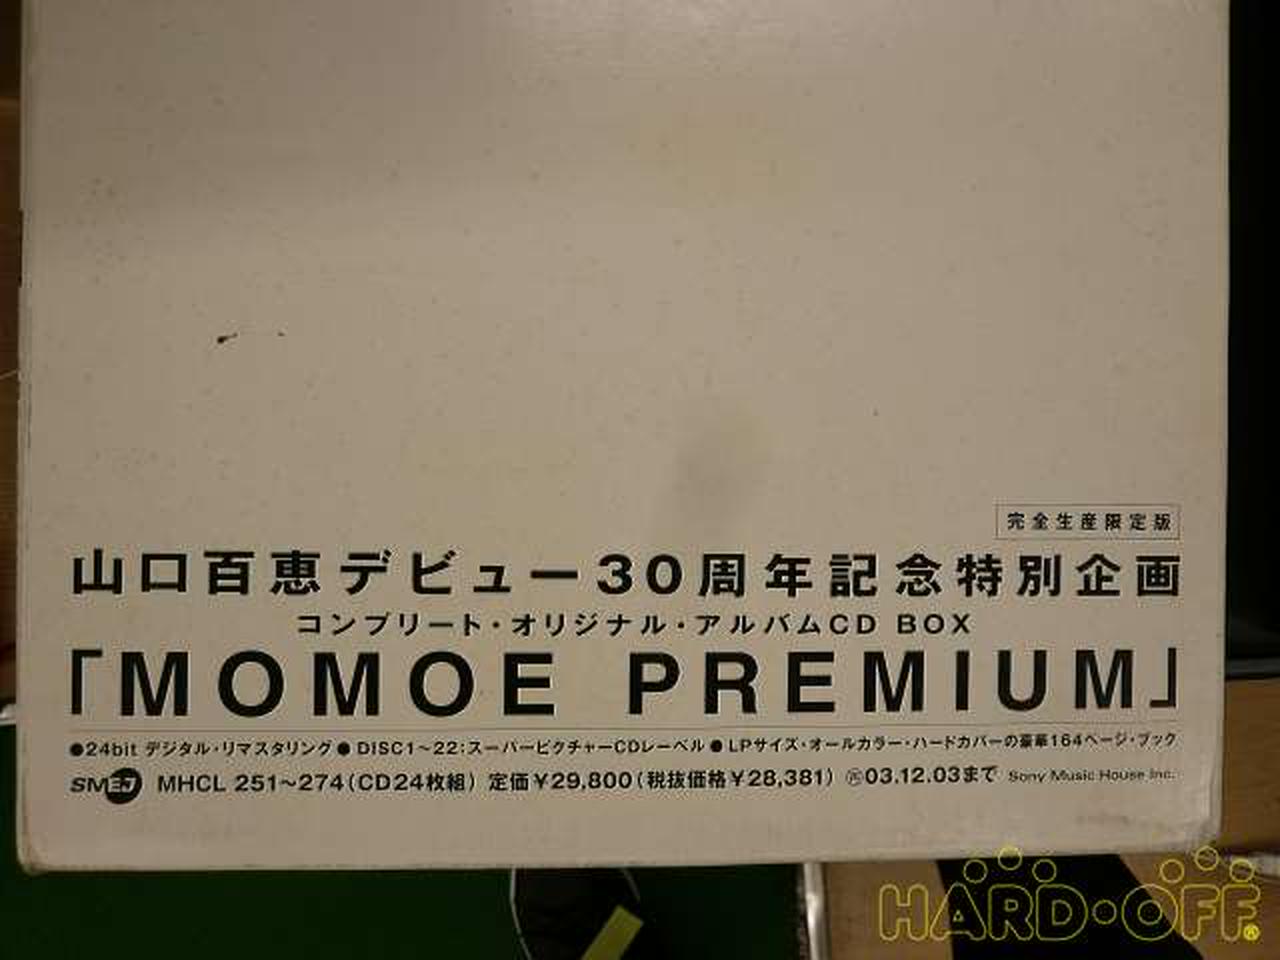 完全生産限定版
山口百恵デビュー30周年記念特別企画
コンプリート・オリジナル・アルバムCD BOX
「MOMOE PREMIUM」
●24bit デジタル・リマスタリング ● DISC1〜22:スーパーピクチャーCDレーベル ● LPサイズ・オールカラー・ハードカバーの豪華164ページ・ブック
SMEJ MHCL 251〜274(CD24枚組) 定価¥29,800(税抜価格¥28,381) 03.12.03まで Sony Music House Inc.
HARD・OFF®